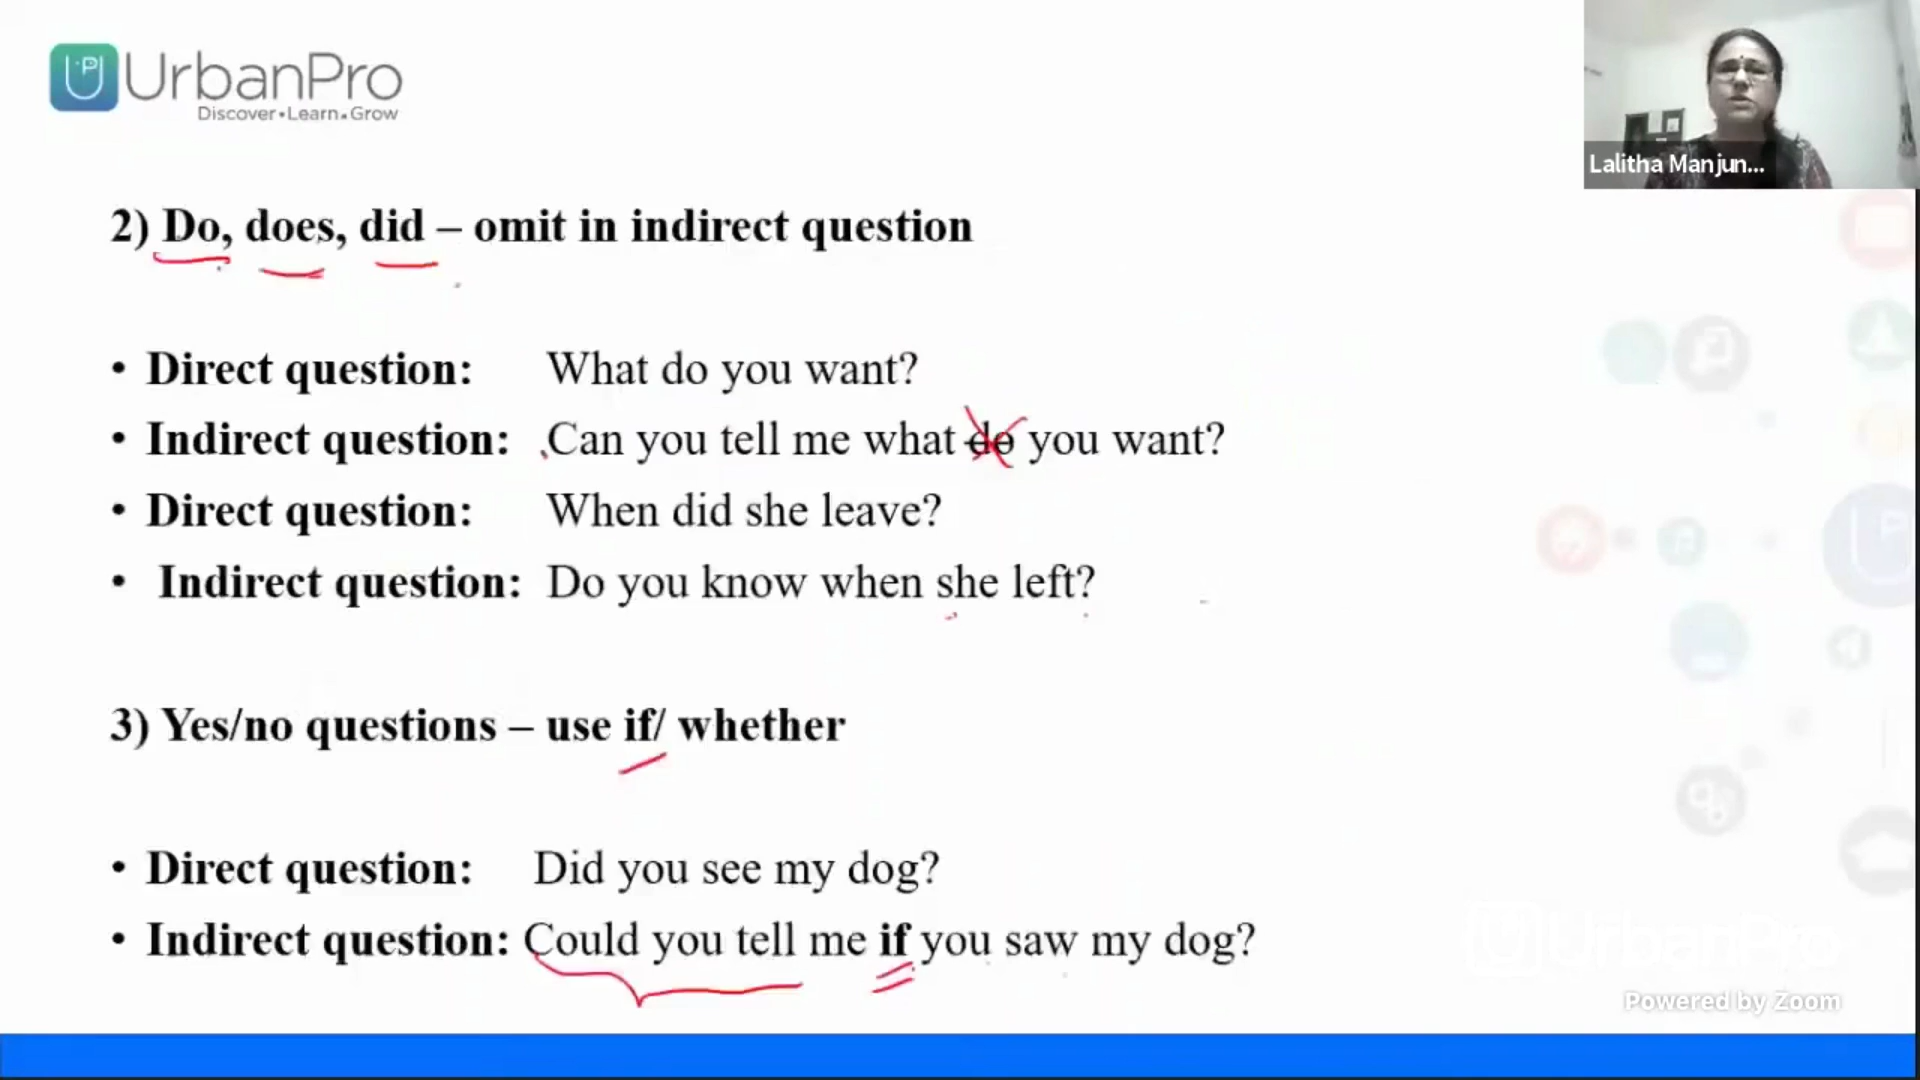 UrbanPro
Discover•Learn•Grow
Lalitha Manjun...
2) Do, does, did – omit in indirect question
• Direct question: What do you want?
• Indirect question: Can you tell me what do you want?
• Direct question: When did she leave?
• Indirect question: Do you know when she left?
3) Yes/no questions – use if/ whether
• Direct question: Did you see my dog?
• Indirect question: Could you tell me if you saw my dog?
UrbanPro
Powered by Zoom